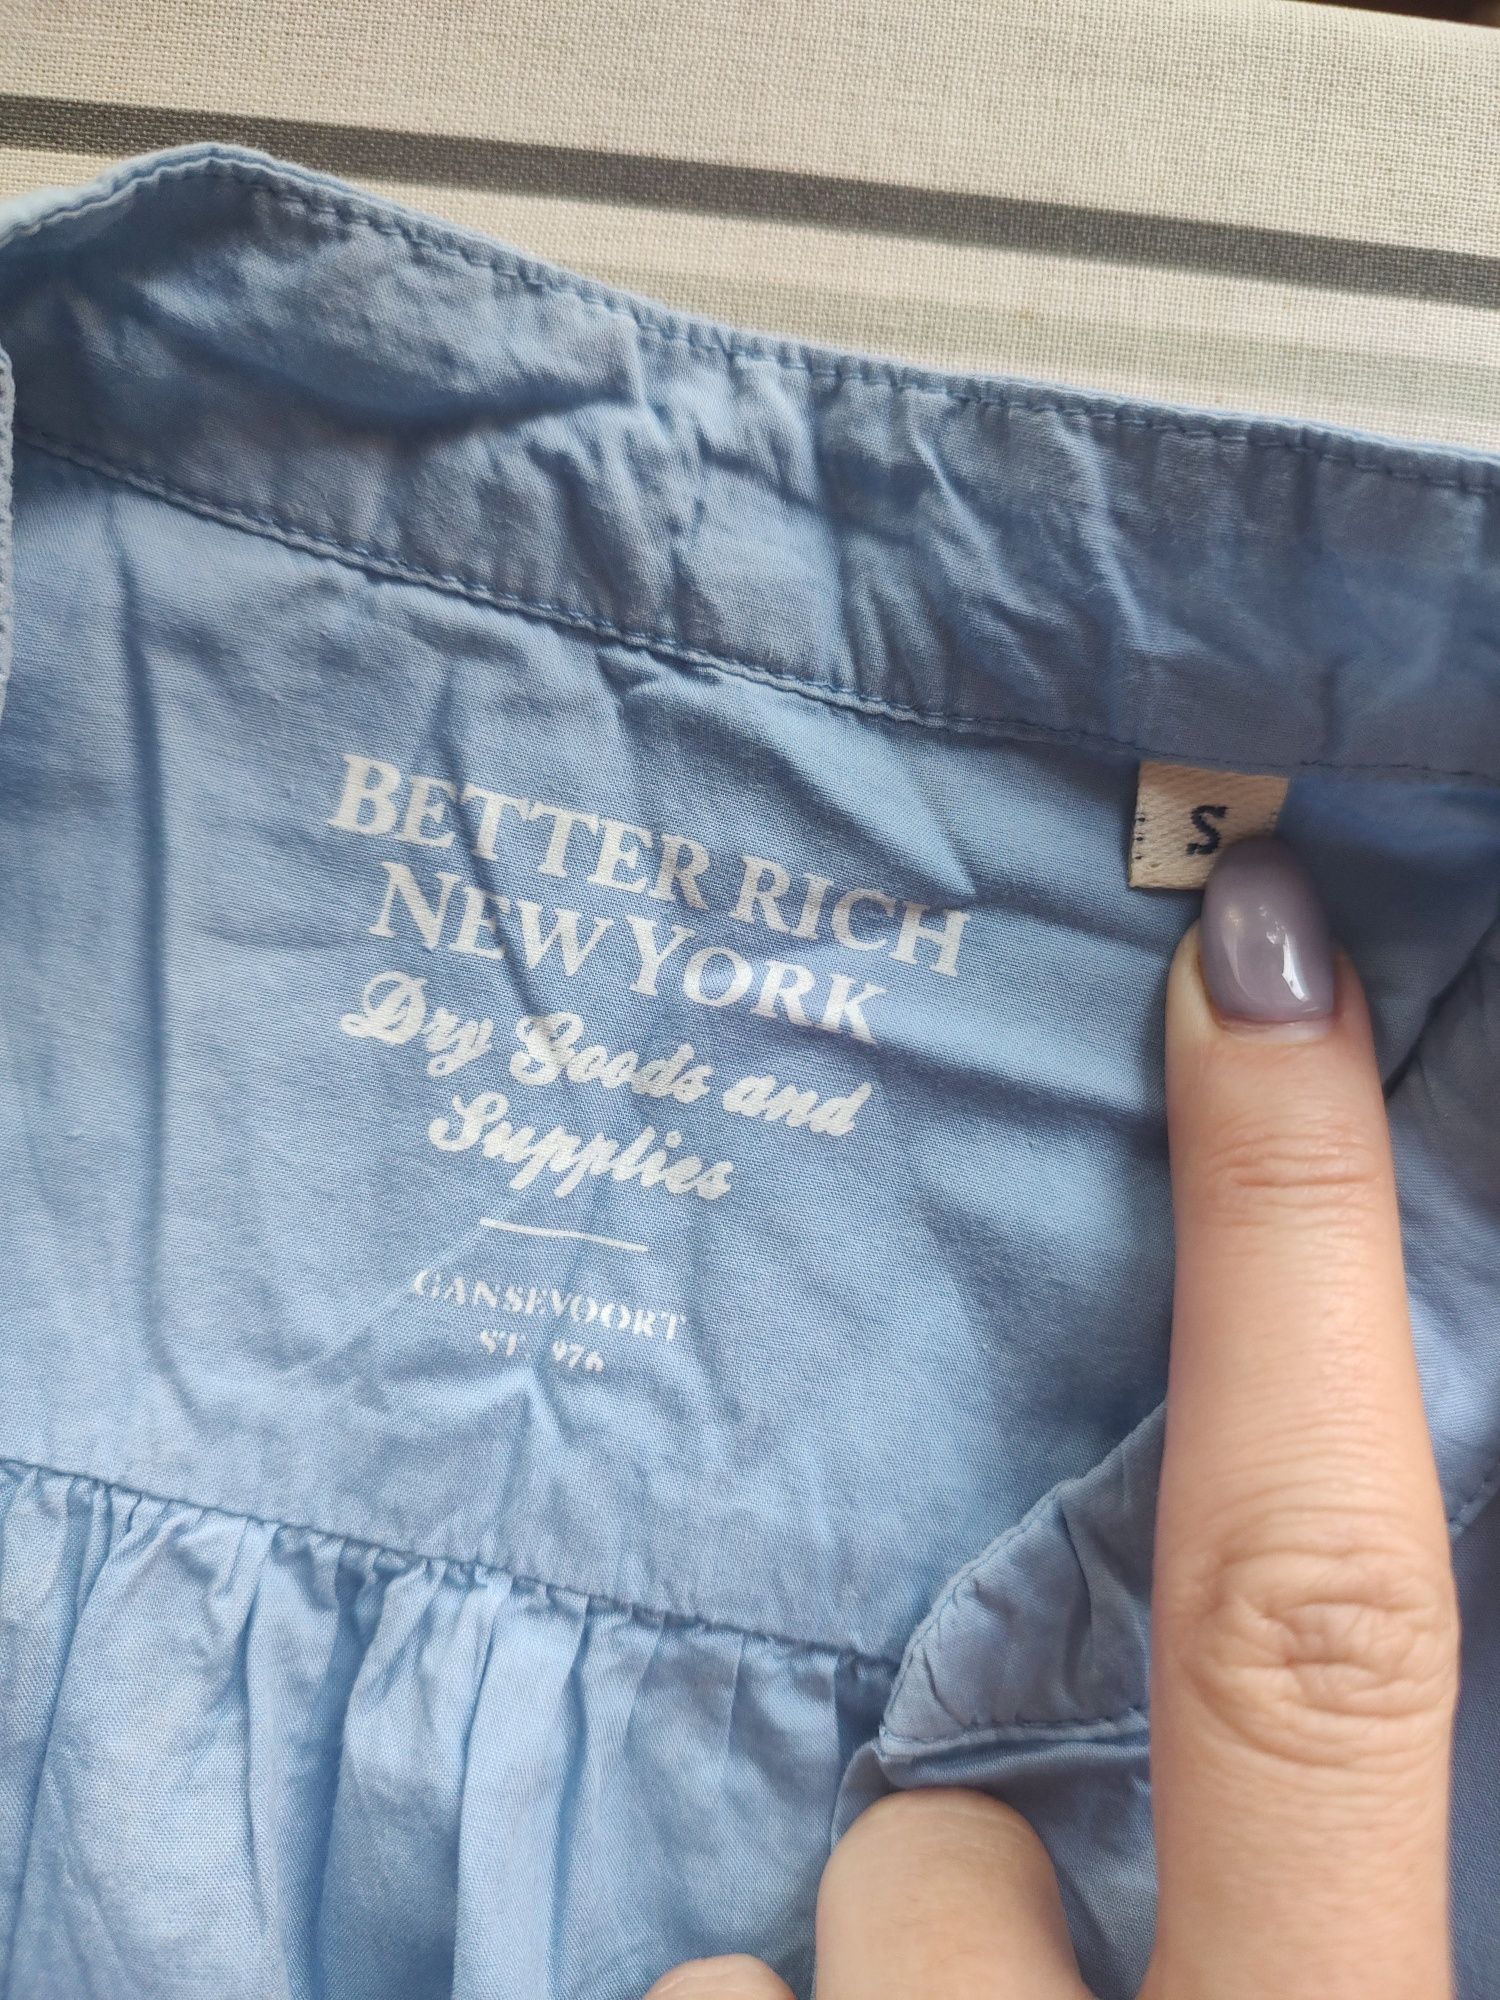 BETTER RICH
NEW YORK
Dry Goods and
Supplies
GANSEVOORT
ST. 976
S